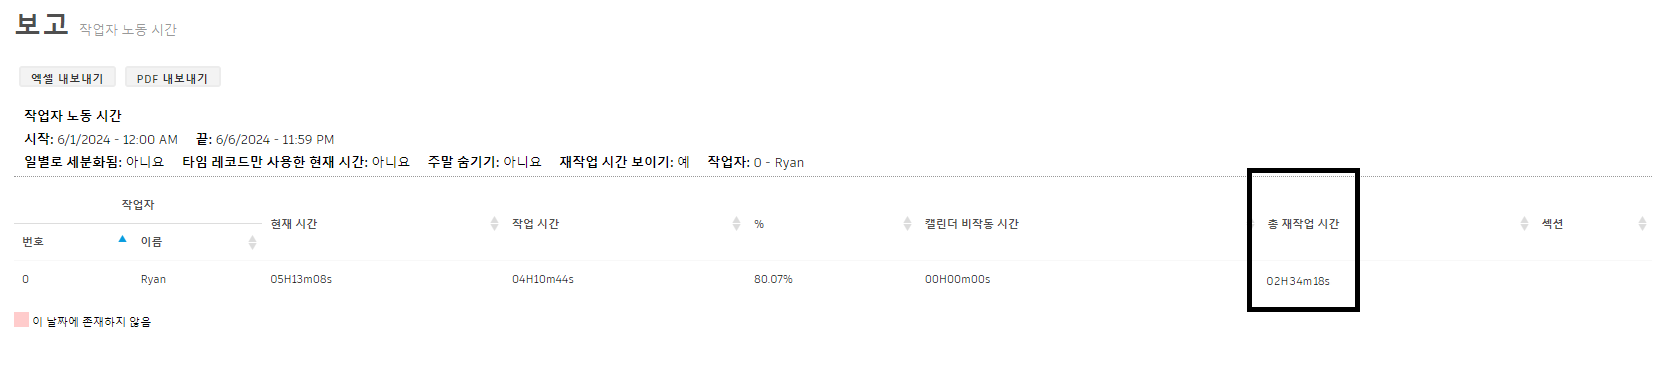 보고 작업자 노동 시간
엑셀 내보내기 PDF 내보내기
작업자 노동 시간
시작: 6/1/2024 - 12:00 AM 끝: 6/6/2024 - 11:59 PM
일별로 세분화됨: 아니요 타임 레코드만 사용한 현재 시간: 아니요 주말 숨기기: 아니요 재작업 시간 보이기: 예 작업자: 0 - Ryan
작업자
현재 시간 작업 시간 % 캘린더 비작동 시간 총 재작업 시간 섹션
번호 이름
0 Ryan 05H13m08s 04H10m44s 80.07% 00H00m00s 02H34m18s
이 날짜에 존재하지 않음